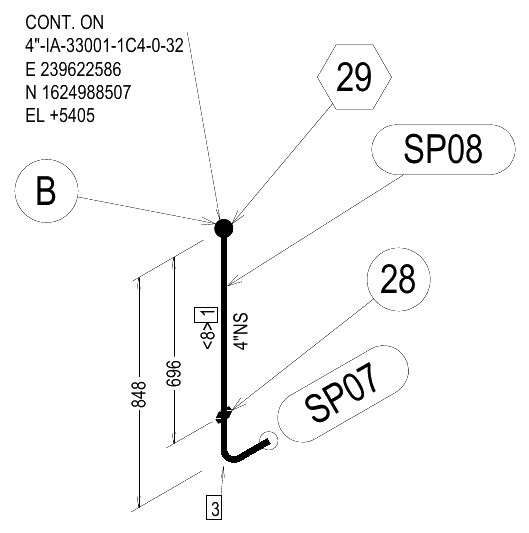 CONT. ON
4"-IA-33001-1C4-0-32
E 239622586
N 1624988507
EL +5405
29
SP08
B
28
<8> 1
4"NS
696
848
SP07
3